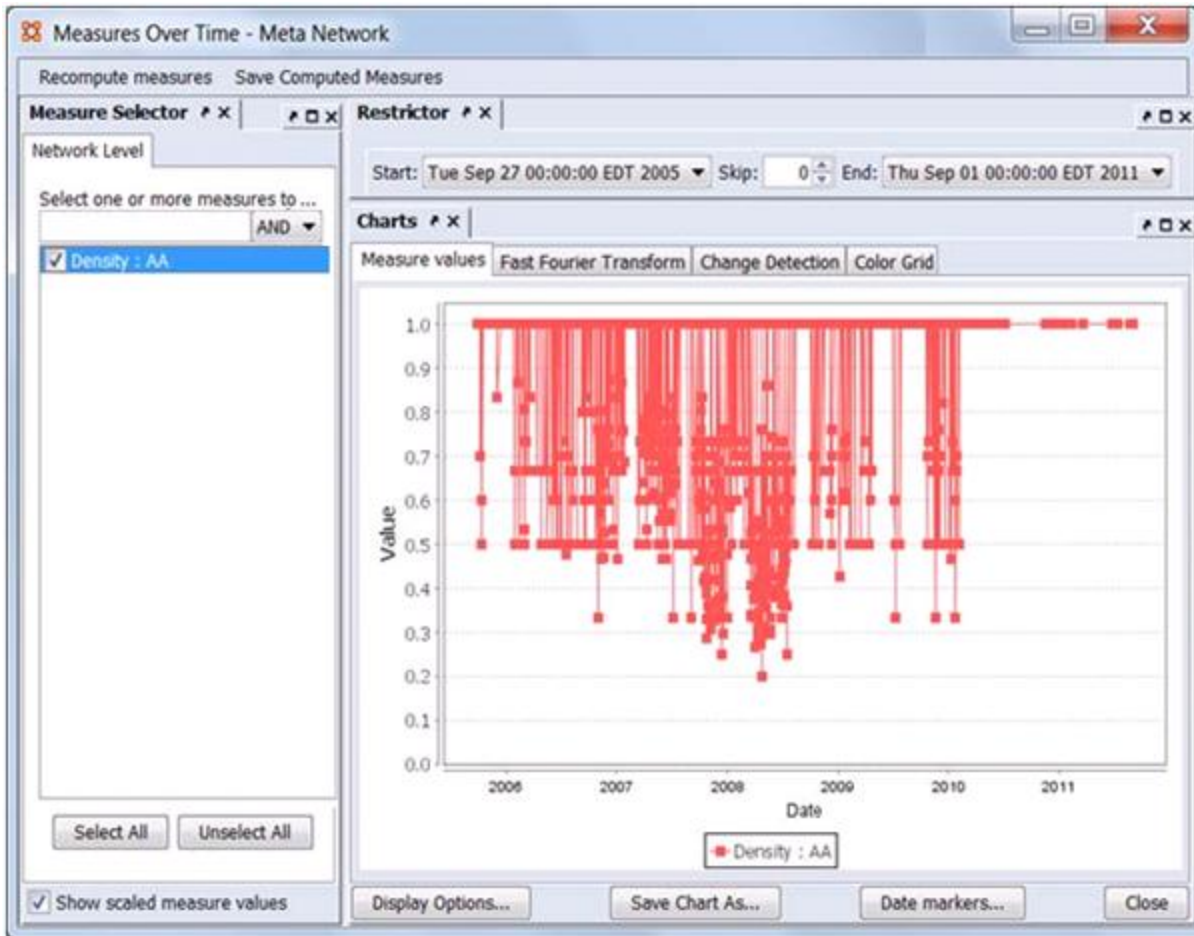 Measures Over Time - Meta Network
Recompute measures Save Computed Measures
Measure Selector
Network Level
Select one or more measures to ...
AND
Density : AA
Select All Unselect All
Show scaled measure values
Restrictor
Start: Tue Sep 27 00:00:00 EDT 2005 Skip: 0 End: Thu Sep 01 00:00:00 EDT 2011
Charts
Measure values Fast Fourier Transform Change Detection Color Grid
Value
1.0
0.9
0.8
0.7
0.6
0.5
0.4
0.3
0.2
0.1
0.0
2006 2007 2008 2009 2010 2011
Date
Density : AA
Display Options... Save Chart As... Date markers... Close